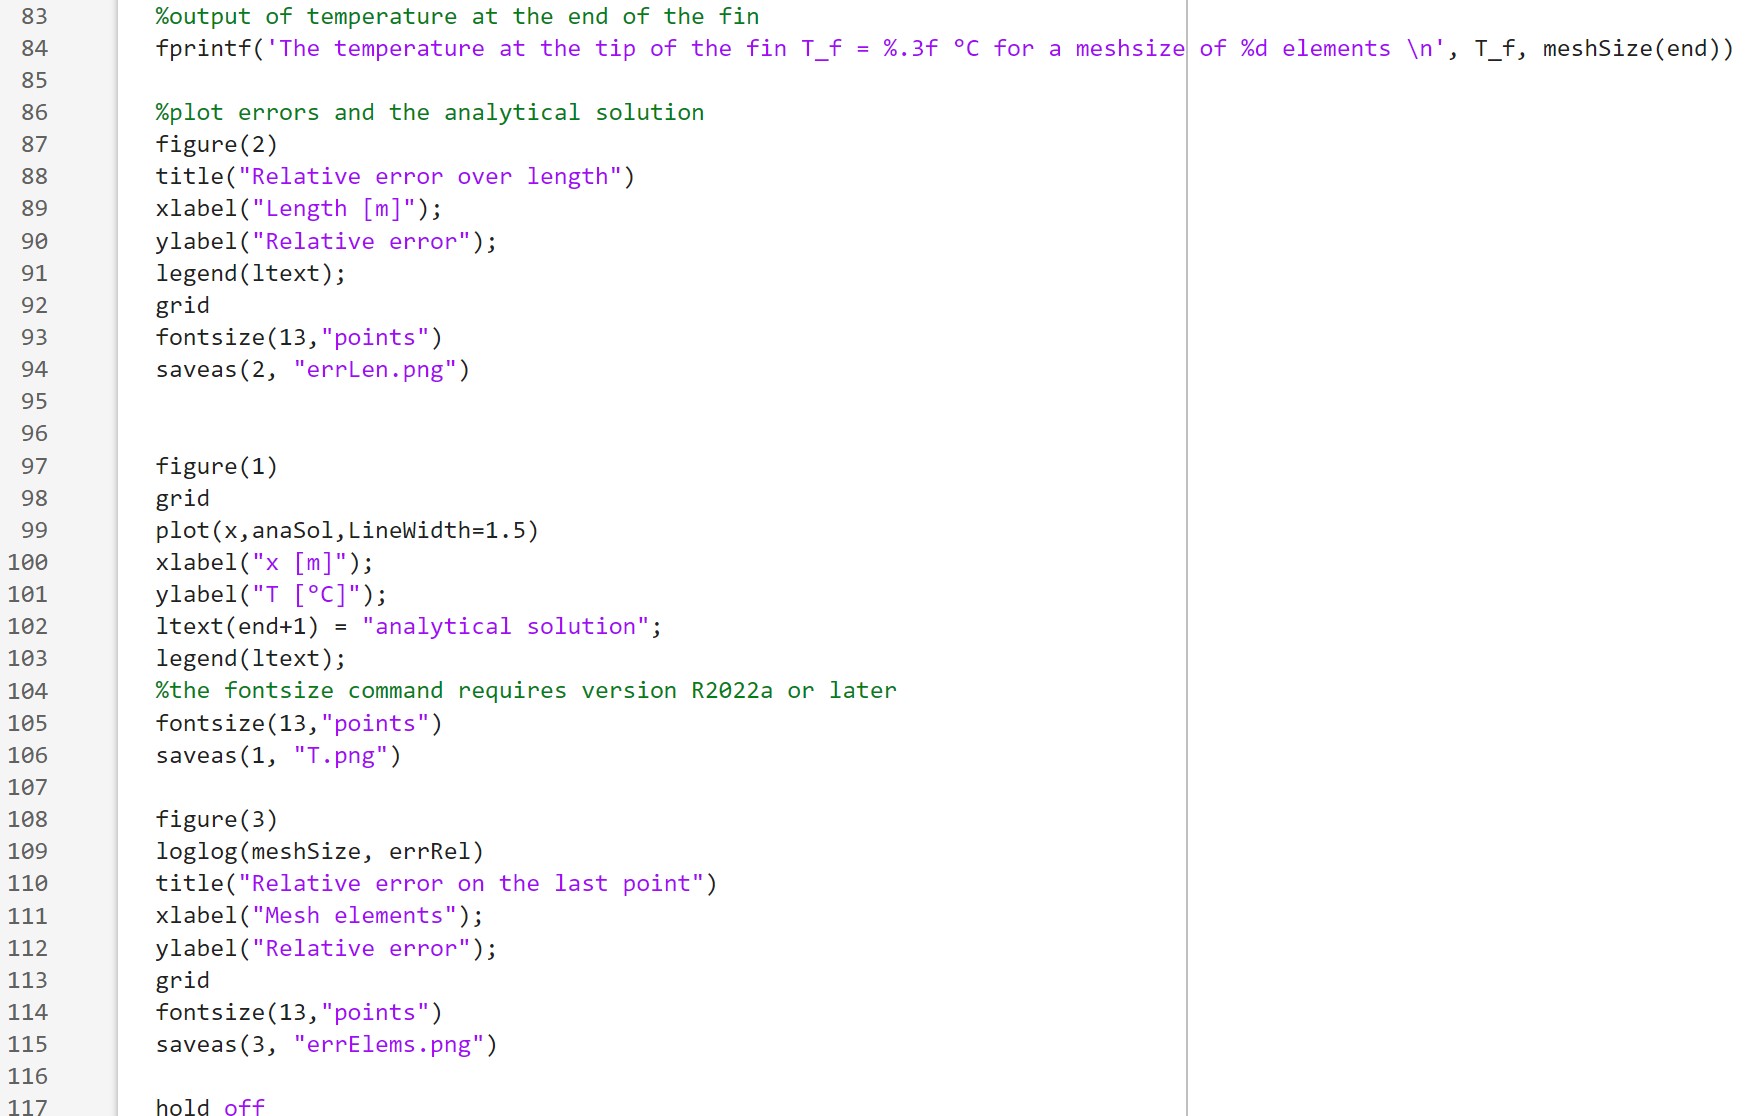 83 %output of temperature at the end of the fin
84 fprintf('The temperature at the tip of the fin T_f = %.3f °C for a meshsize of %d elements \n', T_f, meshSize(end))
85
86 %plot errors and the analytical solution
87 figure(2)
88 title("Relative error over length")
89 xlabel("Length [m]");
90 ylabel("Relative error");
91 legend(ltext);
92 grid
93 fontsize(13,"points")
94 saveas(2, "errLen.png")
95
96
97 figure(1)
98 grid
99 plot(x,anaSol,LineWidth=1.5)
100 xlabel("x [m]");
101 ylabel("T [°C]");
102 ltext(end+1) = "analytical solution";
103 legend(ltext);
104 %the fontsize command requires version R2022a or later
105 fontsize(13,"points")
106 saveas(1, "T.png")
107
108 figure(3)
109 loglog(meshSize, errRel)
110 title("Relative error on the last point")
111 xlabel("Mesh elements");
112 ylabel("Relative error");
113 grid
114 fontsize(13,"points")
115 saveas(3, "errElems.png")
116
117 hold off